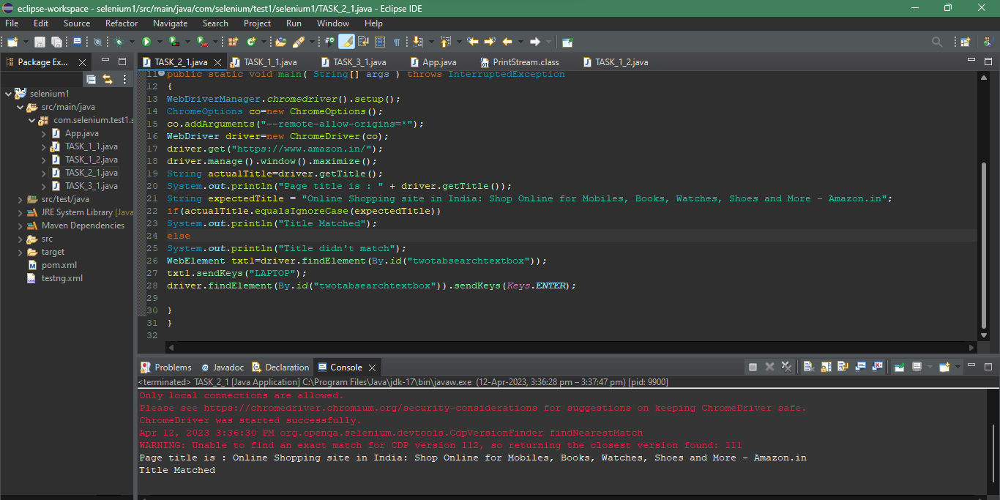 eclipse-workspace - selenium1/src/main/java/com/selenium/test1/selenium1/TASK_2_1.java - Eclipse IDE
File Edit Source Refactor Navigate Search Project Run Window Help
Package Ex...
TASK_2_1.java TASK_1_1.java TASK_3_1.java App.java PrintStream.class TASK_1_2.java
selenium1
src/main/java
com.selenium.test1.s
App.java
TASK_1_1.java
TASK_1_2.java
TASK_2_1.java
TASK_3_1.java
src/test/java
JRE System Library [Java
Maven Dependencies
src
target
pom.xml
testng.xml
11 public static void main( String[] args ) throws InterruptedException
12 {
13 WebDriverManager.chromedriver().setup();
14 ChromeOptions co=new ChromeOptions();
15 co.addArguments("--remote-allow-origins=*");
16 WebDriver driver=new ChromeDriver(co);
17 driver.get("https://www.amazon.in/");
18 driver.manage().window().maximize();
19 String actualTitle=driver.getTitle();
20 System.out.println("Page title is : " + driver.getTitle());
21 String expectedTitle = "Online Shopping site in India: Shop Online for Mobiles, Books, Watches, Shoes and More - Amazon.in";
22 if(actualTitle.equalsIgnoreCase(expectedTitle))
23 System.out.println("Title Matched");
24 else
25 System.out.println("Title didn't match");
26 WebElement txt1=driver.findElement(By.id("twotabsearchtextbox"));
27 txt1.sendKeys("LAPTOP");
28 driver.findElement(By.id("twotabsearchtextbox")).sendKeys(Keys.ENTER);
29
30 }
31 }
32
Problems Javadoc Declaration Console
<terminated> TASK_2_1 [Java Application] C:\Program Files\Java\jdk-17\bin\javaw.exe (12-Apr-2023, 3:36:28 pm – 3:37:47 pm) [pid: 9900]
Only local connections are allowed.
Please see https://chromedriver.chromium.org/security-considerations for suggestions on keeping ChromeDriver safe.
ChromeDriver was started successfully.
Apr 12, 2023 3:36:30 PM org.openqa.selenium.devtools.CdpVersionFinder findNearestMatch
WARNING: Unable to find an exact match for CDP version 112, so returning the closest version found: 111
Page title is : Online Shopping site in India: Shop Online for Mobiles, Books, Watches, Shoes and More - Amazon.in
Title Matched